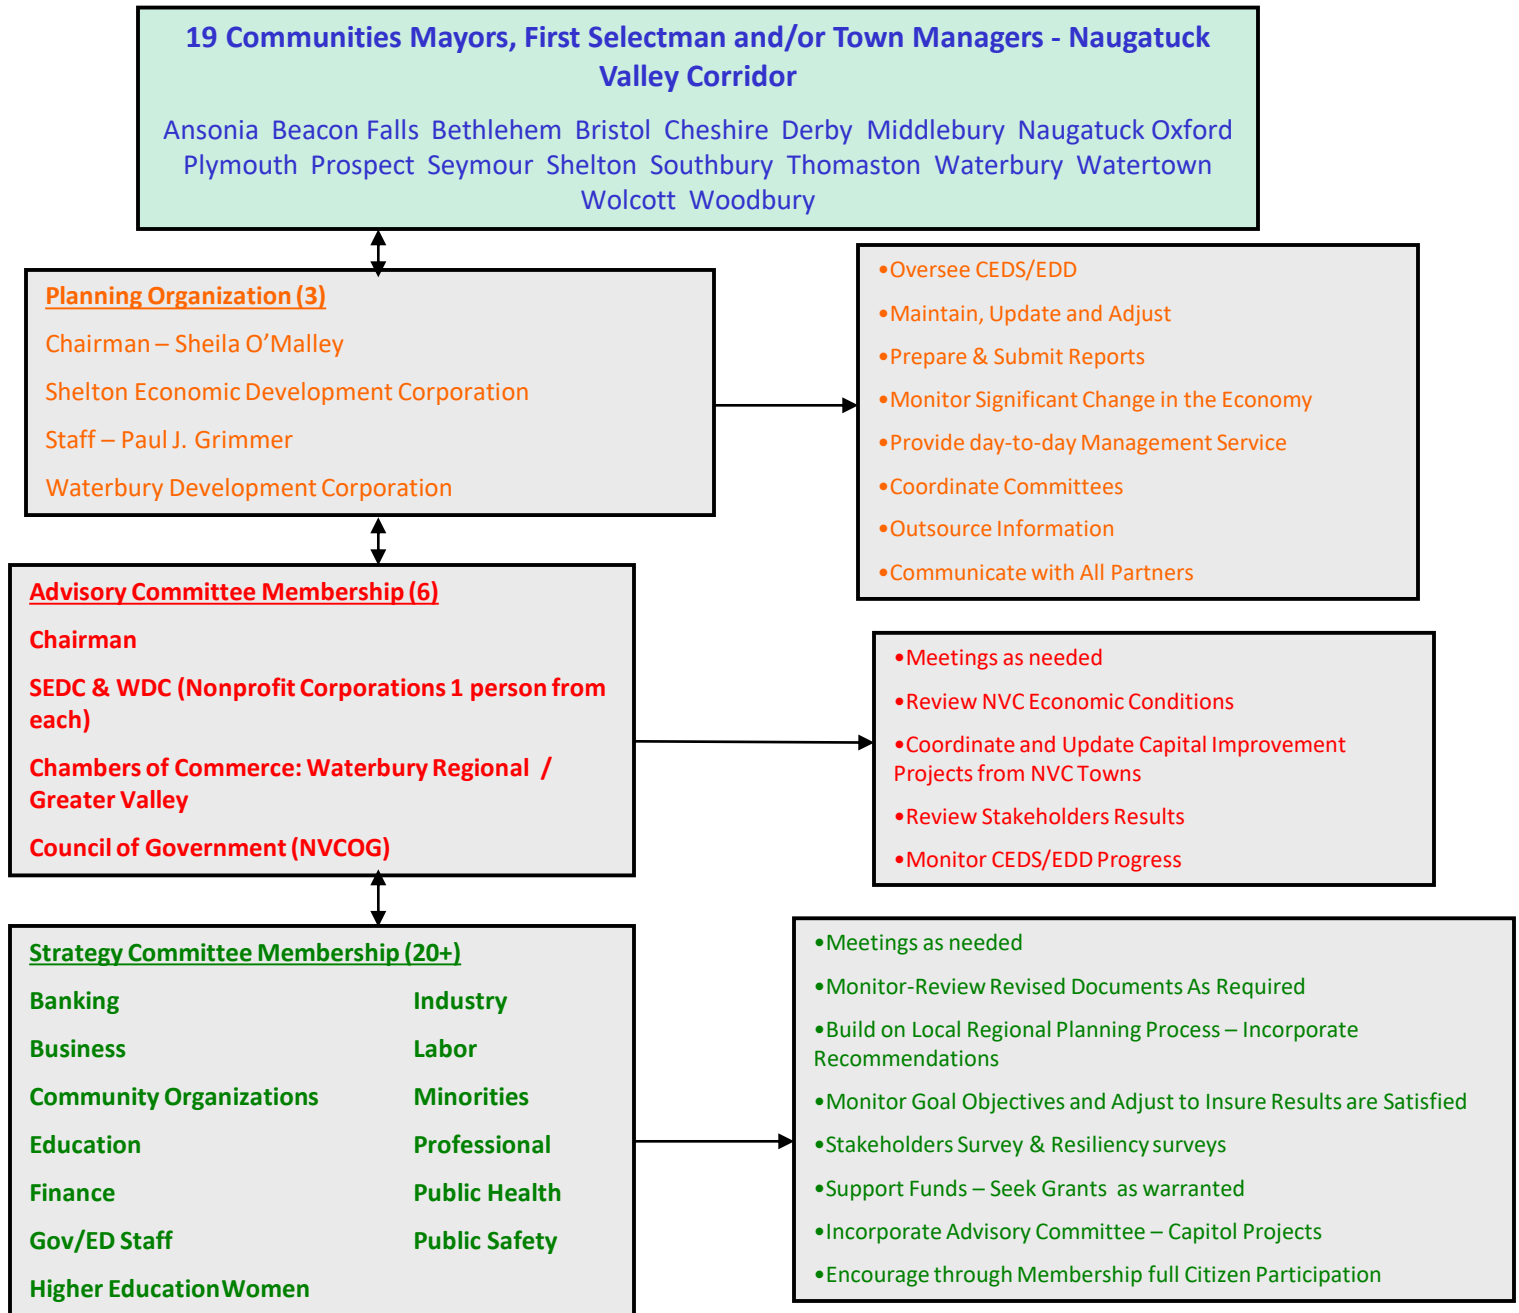 19 Communities Mayors, First Selectman and/or Town Managers - Naugatuck
Valley Corridor
Ansonia Beacon Falls Bethlehem Bristol Cheshire Derby Middlebury Naugatuck Oxford
Plymouth Prospect Seymour Shelton Southbury Thomaston Waterbury Watertown
Wolcott Woodbury
Planning Organization (3)
Chairman – Sheila O’Malley
Shelton Economic Development Corporation
Staff – Paul J. Grimmer
Waterbury Development Corporation
•Oversee CEDS/EDD
•Maintain, Update and Adjust
•Prepare & Submit Reports
•Monitor Significant Change in the Economy
•Provide day-to-day Management Service
•Coordinate Committees
•Outsource Information
•Communicate with All Partners
Advisory Committee Membership (6)
Chairman
SEDC & WDC (Nonprofit Corporations 1 person from
each)
Chambers of Commerce: Waterbury Regional /
Greater Valley
Council of Government (NVCOG)
•Meetings as needed
•Review NVC Economic Conditions
•Coordinate and Update Capital Improvement
Projects from NVC Towns
•Review Stakeholders Results
•Monitor CEDS/EDD Progress
Strategy Committee Membership (20+)
Banking Industry
Business Labor
Community Organizations Minorities
Education Professional
Finance Public Health
Gov/ED Staff Public Safety
Higher Education Women
•Meetings as needed
•Monitor-Review Revised Documents As Required
•Build on Local Regional Planning Process – Incorporate
Recommendations
•Monitor Goal Objectives and Adjust to Insure Results are Satisfied
•Stakeholders Survey & Resiliency surveys
•Support Funds – Seek Grants as warranted
•Incorporate Advisory Committee – Capitol Projects
•Encourage through Membership full Citizen Participation